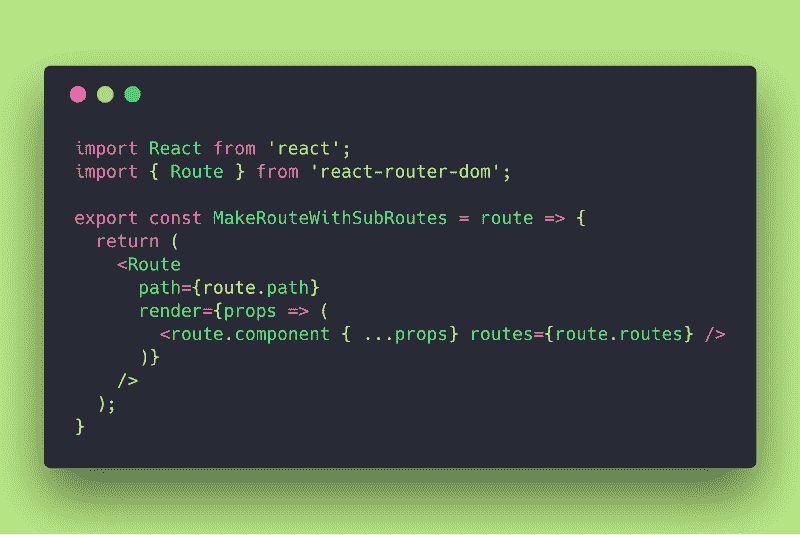 import React from 'react';
import { Route } from 'react-router-dom';
export const MakeRouteWithSubRoutes = route => {
return (
<Route
path={route.path}
render={props => (
<route.component { ...props} routes={route.routes} />
)}
/>
);
}